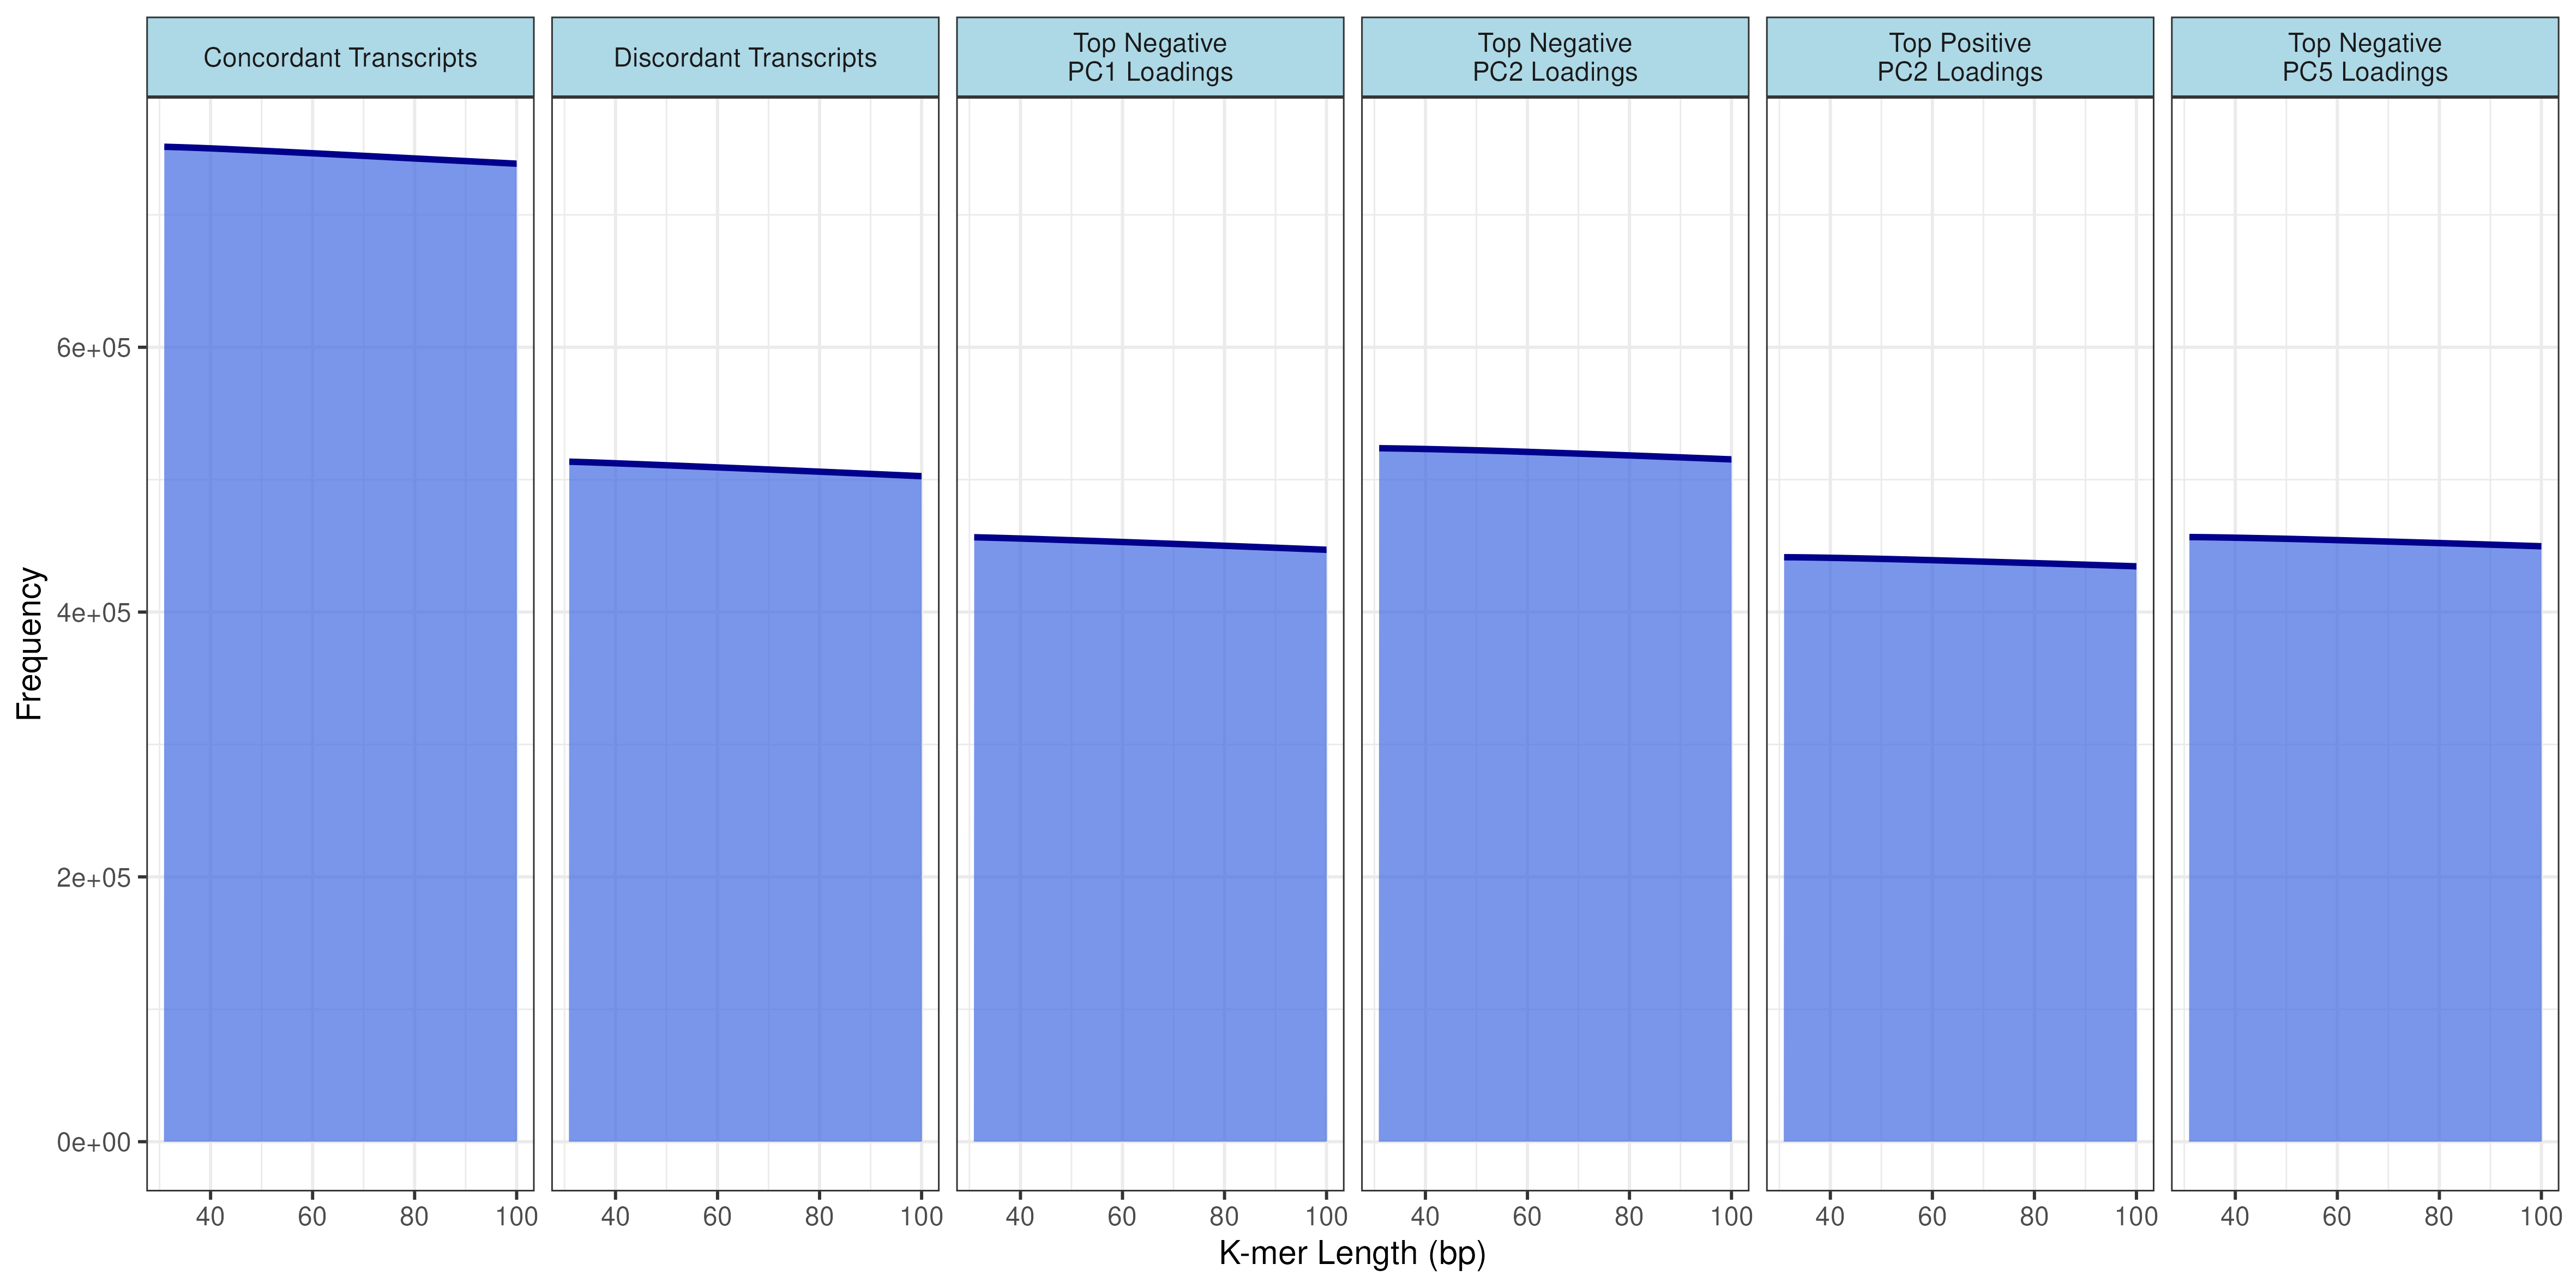 Concordant Transcripts
Discordant Transcripts
Top Negative
PC1 Loadings
Top Negative
PC2 Loadings
Top Positive
PC2 Loadings
Top Negative
PC5 Loadings
Frequency
6e+05
4e+05
2e+05
0e+00
40 60 80 100
40 60 80 100
40 60 80 100
40 60 80 100
40 60 80 100
40 60 80 100
K-mer Length (bp)